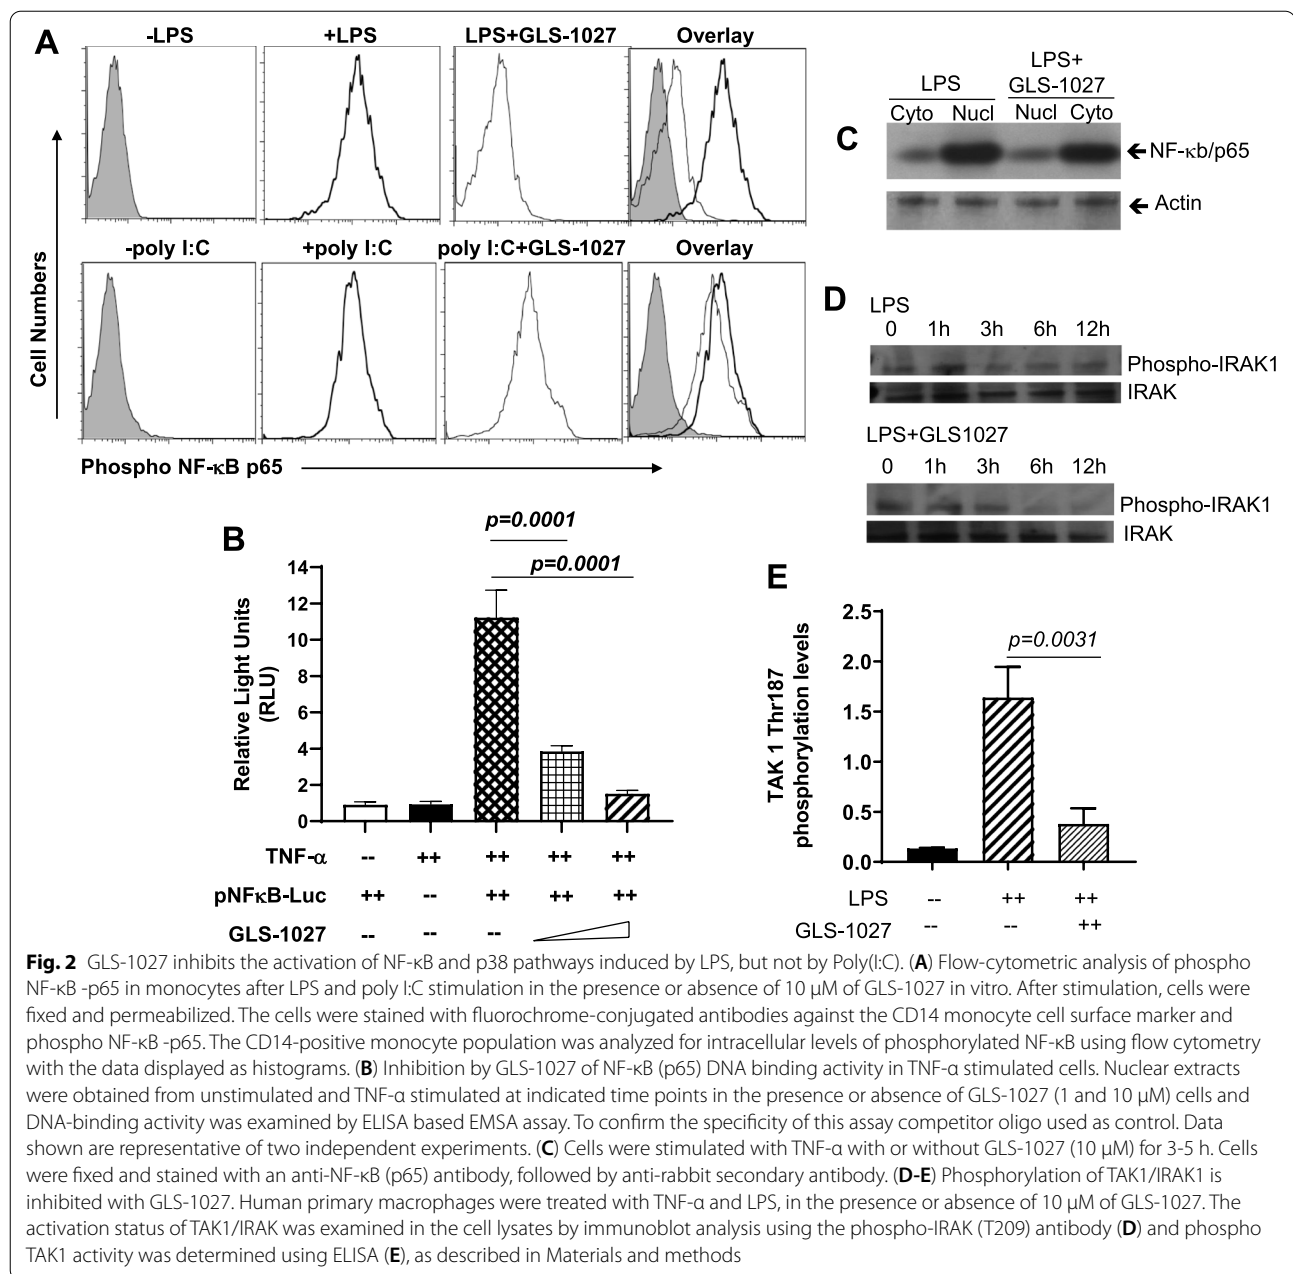 A
-LPS
+LPS
LPS+GLS-1027
Overlay
-poly I:C
+poly I:C
poly I:C+GLS-1027
Overlay
Cell Numbers
Phospho NF-κB p65
B
p=0.0001
p=0.0001
Relative Light Units
(RLU)
14
12
10
8
6
4
2
0
TNF-α -- ++ ++ ++ ++
pNFκB-Luc ++ -- ++ ++ ++
GLS-1027 -- -- --
C
LPS
LPS+
GLS-1027
Cyto Nucl Nucl Cyto
NF-κb/p65
Actin
D
LPS
0 1h 3h 6h 12h
Phospho-IRAK1
IRAK
LPS+GLS1027
0 1h 3h 6h 12h
Phospho-IRAK1
IRAK
E
TAK 1 Thr187
phosphorylation levels
2.5
2.0
1.5
1.0
0.5
0.0
p=0.0031
LPS -- ++ ++
GLS-1027 -- -- ++
Fig. 2 GLS-1027 inhibits the activation of NF-κB and p38 pathways induced by LPS, but not by Poly(I:C). (A) Flow-cytometric analysis of phospho
NF-κB -p65 in monocytes after LPS and poly I:C stimulation in the presence or absence of 10 µM of GLS-1027 in vitro. After stimulation, cells were
fixed and permeabilized. The cells were stained with fluorochrome-conjugated antibodies against the CD14 monocyte cell surface marker and
phospho NF-κB -p65. The CD14-positive monocyte population was analyzed for intracellular levels of phosphorylated NF-κB using flow cytometry
with the data displayed as histograms. (B) Inhibition by GLS-1027 of NF-κB (p65) DNA binding activity in TNF-α stimulated cells. Nuclear extracts
were obtained from unstimulated and TNF-α stimulated at indicated time points in the presence or absence of GLS-1027 (1 and 10 µM) cells and
DNA-binding activity was examined by ELISA based EMSA assay. To confirm the specificity of this assay competitor oligo used as control. Data
shown are representative of two independent experiments. (C) Cells were stimulated with TNF-α with or without GLS-1027 (10 µM) for 3-5 h. Cells
were fixed and stained with an anti-NF-κB (p65) antibody, followed by anti-rabbit secondary antibody. (D-E) Phosphorylation of TAK1/IRAK1 is
inhibited with GLS-1027. Human primary macrophages were treated with TNF-α and LPS, in the presence or absence of 10 µM of GLS-1027. The
activation status of TAK1/IRAK was examined in the cell lysates by immunoblot analysis using the phospho-IRAK (T209) antibody (D) and phospho
TAK1 activity was determined using ELISA (E), as described in Materials and methods